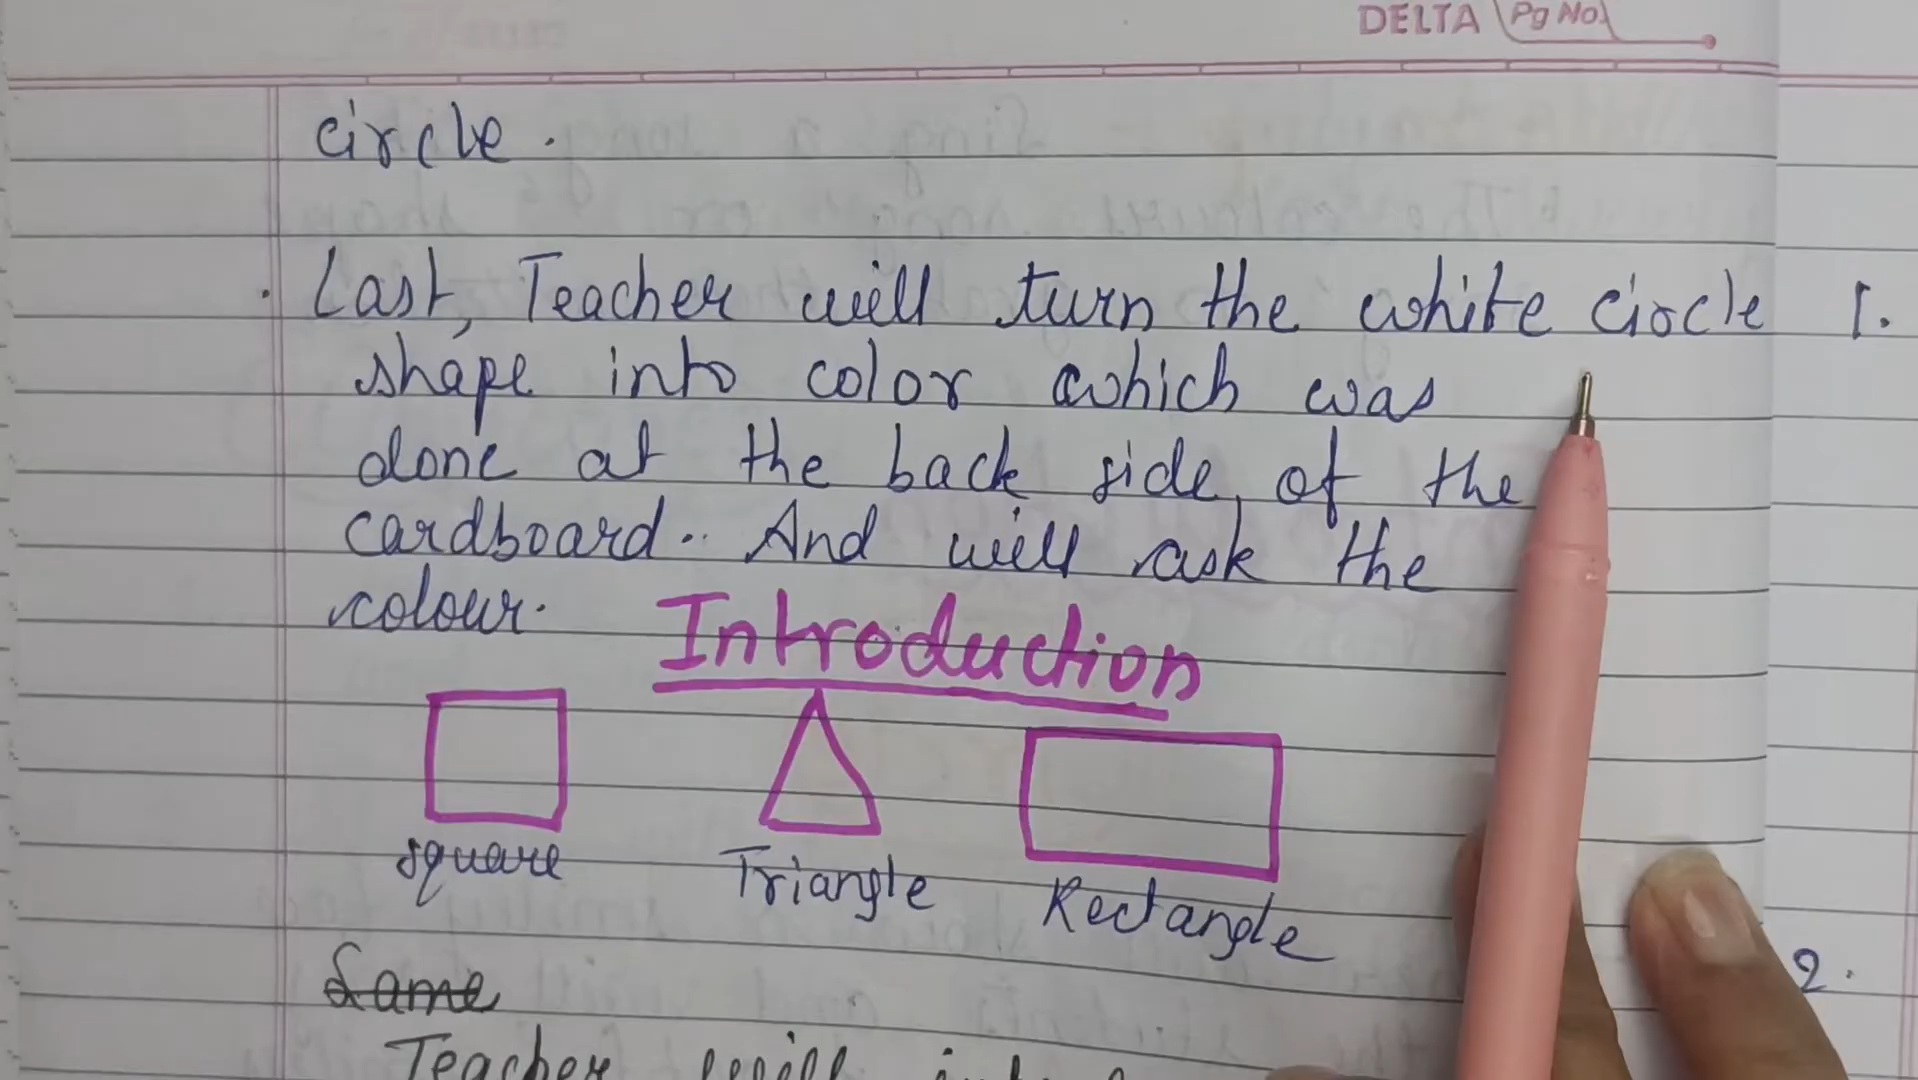 DELTA Pg No.
circle.
. Last, Teacher will turn the white circle
shape into color which was
done at the back side of the
cardboard.. And will ask the
colour.
Introduction
square Triangle Rectangle
Same
Teacher will
1.
2.